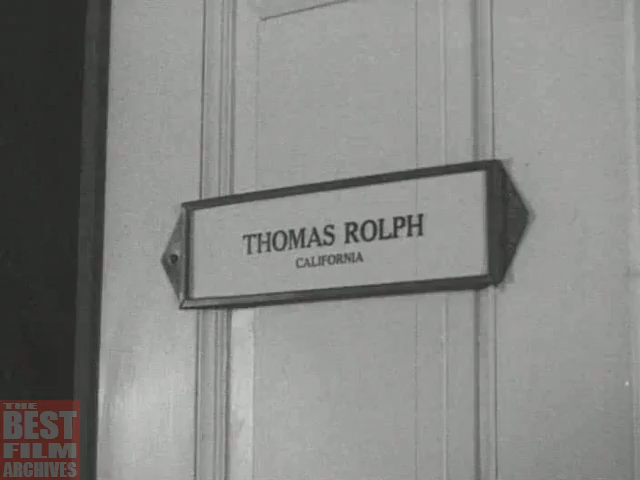 THOMAS ROLPH
CALIFORNIA
THE
BEST
FILM
ARCHIVES